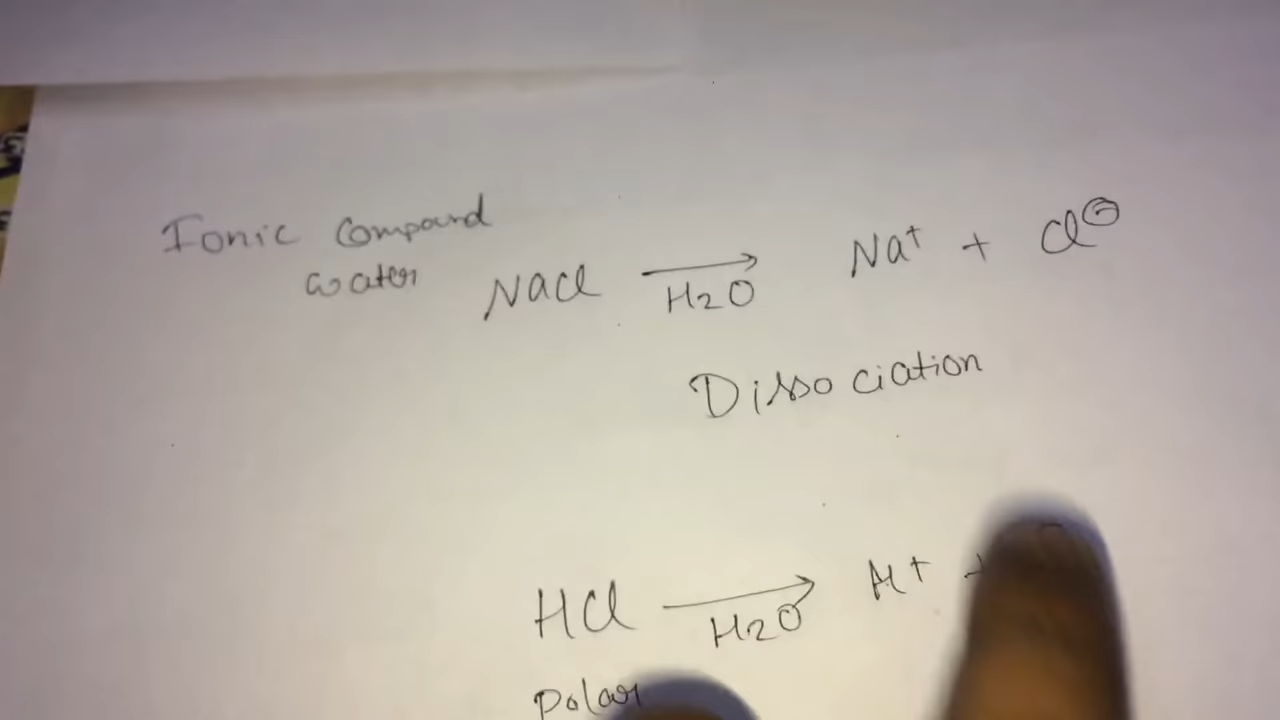 Ionic Compound
water NaCl → H2O Na+ + Cl⊖
Dissociation
HCl → H2O H+ +
Polar